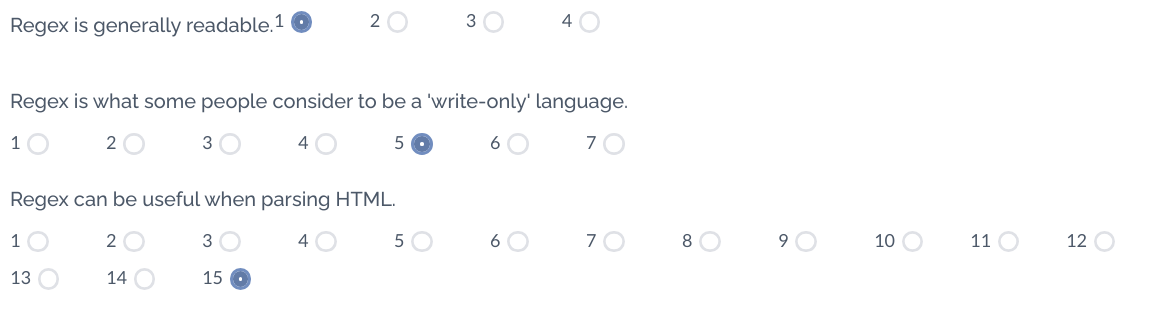 Regex is generally readable.1 2 3 4
Regex is what some people consider to be a 'write-only' language.
1 2 3 4 5 6 7
Regex can be useful when parsing HTML.
1 2 3 4 5 6 7 8 9 10 11 12
13 14 15